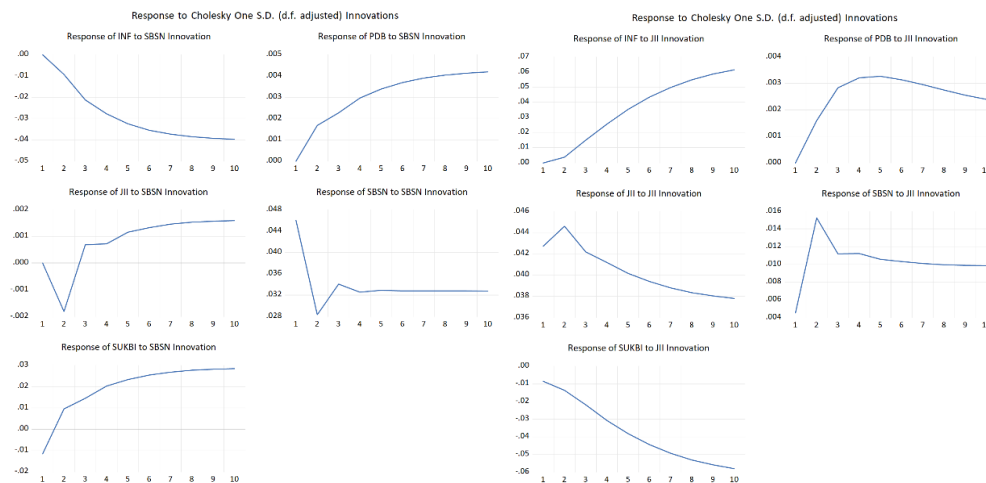 Response to Cholesky One S.D. (d.f. adjusted) Innovations
Response of INF to SBSN Innovation
.00
-.01
-.02
-.03
-.04
-.05
1 2 3 4 5 6 7 8 9 10
Response of PDB to SBSN Innovation
.005
.004
.003
.002
.001
.000
1 2 3 4 5 6 7 8 9 10
Response of JII to SBSN Innovation
.002
.001
.000
-.001
-.002
1 2 3 4 5 6 7 8 9 10
Response of SBSN to SBSN Innovation
.048
.044
.040
.036
.032
.028
1 2 3 4 5 6 7 8 9 10
Response of SUKBI to SBSN Innovation
.03
.02
.01
.00
-.01
-.02
1 2 3 4 5 6 7 8 9 10
Response to Cholesky One S.D. (d.f. adjusted) Innovations
Response of INF to JII Innovation
.07
.06
.05
.04
.03
.02
.01
.00
1 2 3 4 5 6 7 8 9 10
Response of PDB to JII Innovation
.004
.003
.002
.001
.000
1 2 3 4 5 6 7 8 9 1
Response of JII to JII Innovation
.046
.044
.042
.040
.038
.036
1 2 3 4 5 6 7 8 9 10
Response of SBSN to JII Innovation
.016
.014
.012
.010
.008
.006
.004
1 2 3 4 5 6 7 8 9 1
Response of SUKBI to JII Innovation
.00
-.01
-.02
-.03
-.04
-.05
-.06
1 2 3 4 5 6 7 8 9 10